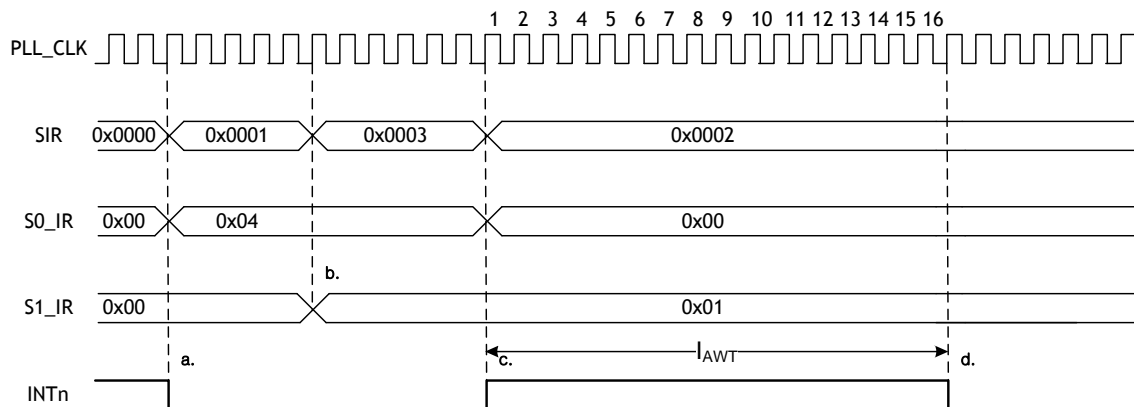 1 2 3 4 5 6 7 8 9 10 11 12 13 14 15 16
PLL_CLK
SIR 0x0000 0x0001 0x0003 0x0002
S0_IR 0x00 0x04 0x00
b.
S1_IR 0x00 0x01
a. c. IAWT d.
INTn